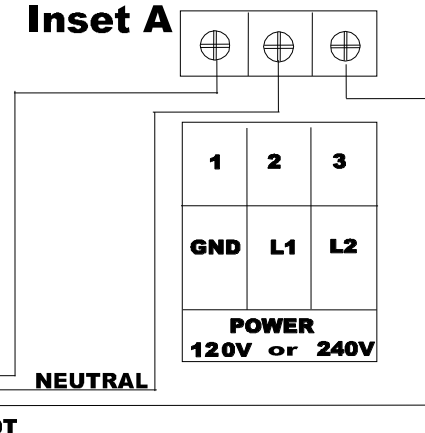 Inset A
1 2 3
GND L1 L2
POWER
120V or 240V
NEUTRAL